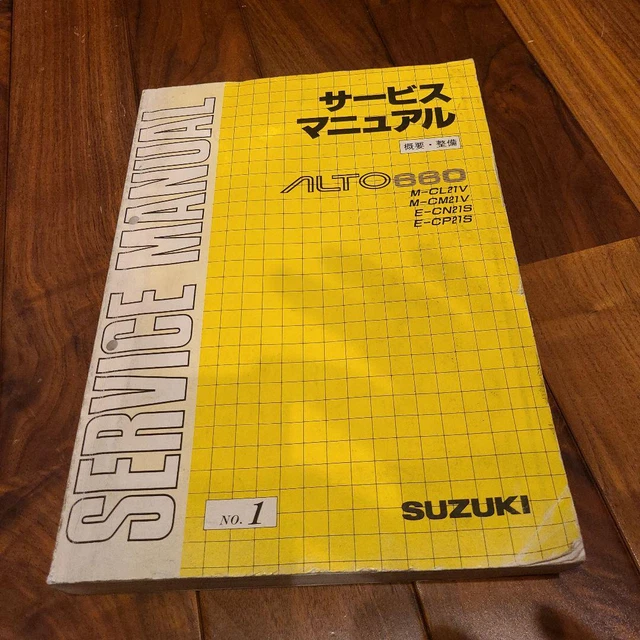 SERVICE MANUAL
サービス
マニュアル
概要・整備
ALTO660
M-CL21V
M-CM21V
E-CN21S
E-CP21S
NO. 1
SUZUKI